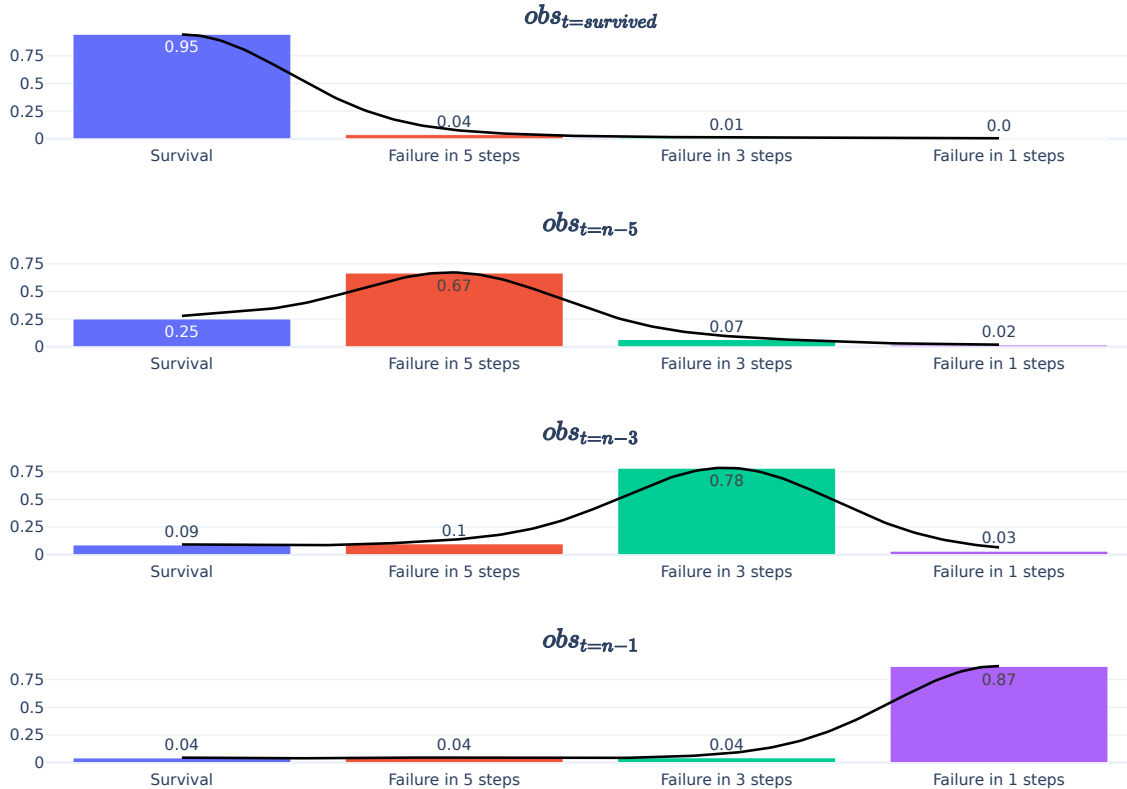 obs_{t=survived}
0.75
0.5
0.25
0
0.95
0.04
0.01
0.0
Survival
Failure in 5 steps
Failure in 3 steps
Failure in 1 steps
obs_{t=n−5}
0.75
0.5
0.25
0
0.25
0.67
0.07
0.02
Survival
Failure in 5 steps
Failure in 3 steps
Failure in 1 steps
obs_{t=n−3}
0.75
0.5
0.25
0
0.09
0.1
0.78
0.03
Survival
Failure in 5 steps
Failure in 3 steps
Failure in 1 steps
obs_{t=n−1}
0.75
0.5
0.25
0
0.04
0.04
0.04
0.87
Survival
Failure in 5 steps
Failure in 3 steps
Failure in 1 steps